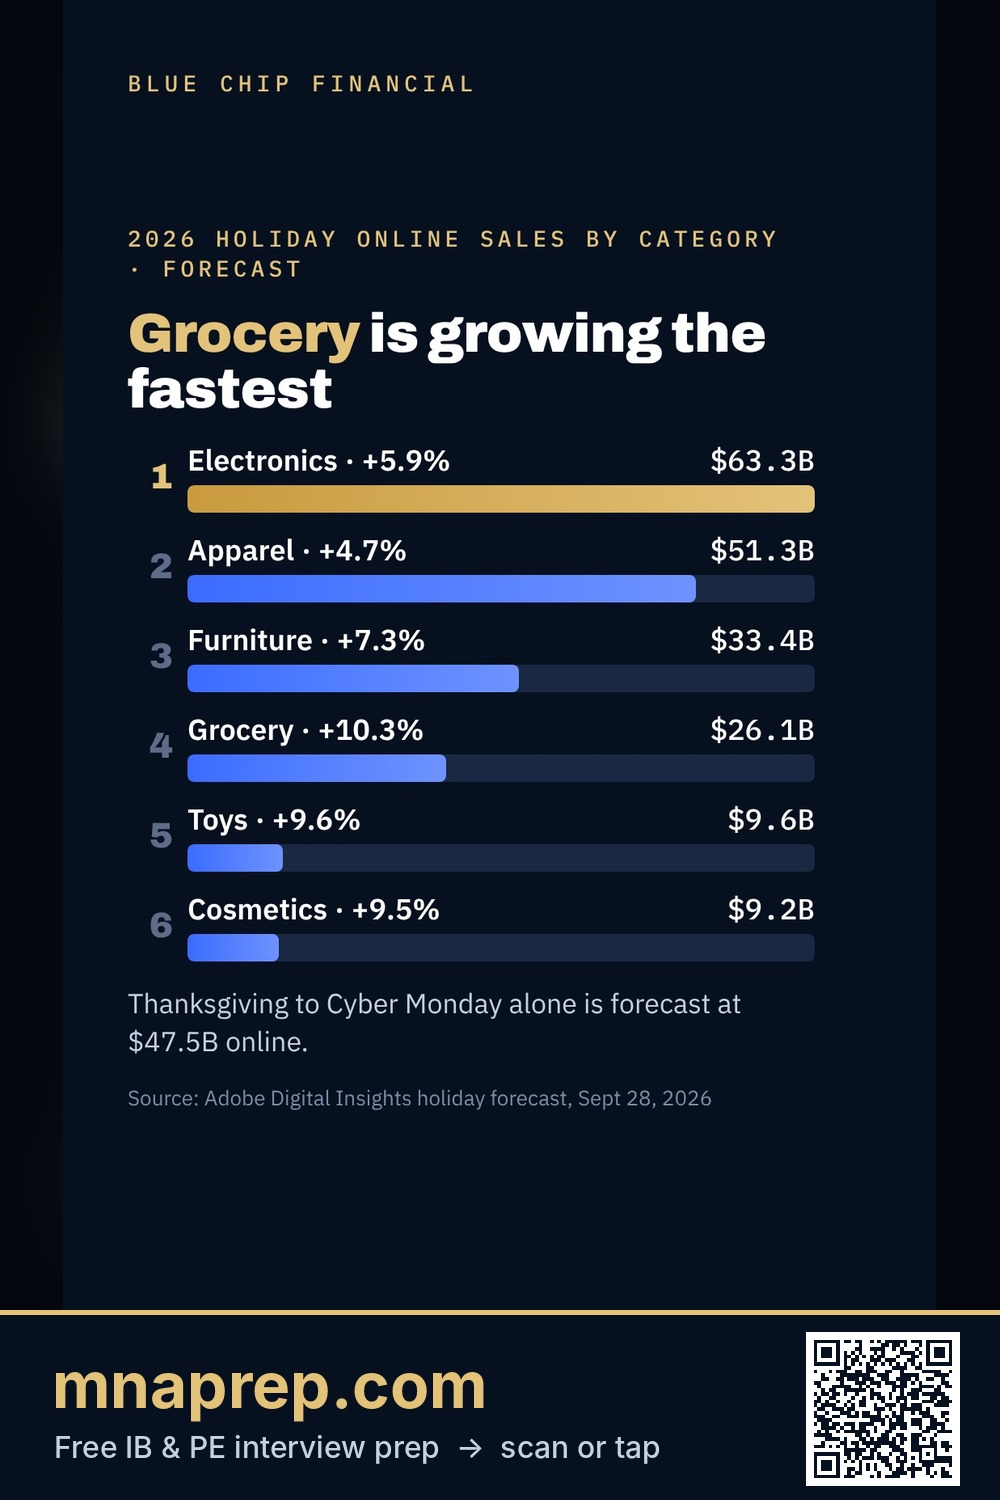 BLUE CHIP FINANCIAL
2026 HOLIDAY ONLINE SALES BY CATEGORY
· FORECAST
Grocery is growing the
fastest
1 Electronics · +5.9% $63.3B
2 Apparel · +4.7% $51.3B
3 Furniture · +7.3% $33.4B
4 Grocery · +10.3% $26.1B
5 Toys · +9.6% $9.6B
6 Cosmetics · +9.5% $9.2B
Thanksgiving to Cyber Monday alone is forecast at
$47.5B online.
Source: Adobe Digital Insights holiday forecast, Sept 28, 2026
mnaprep.com
Free IB & PE interview prep → scan or tap